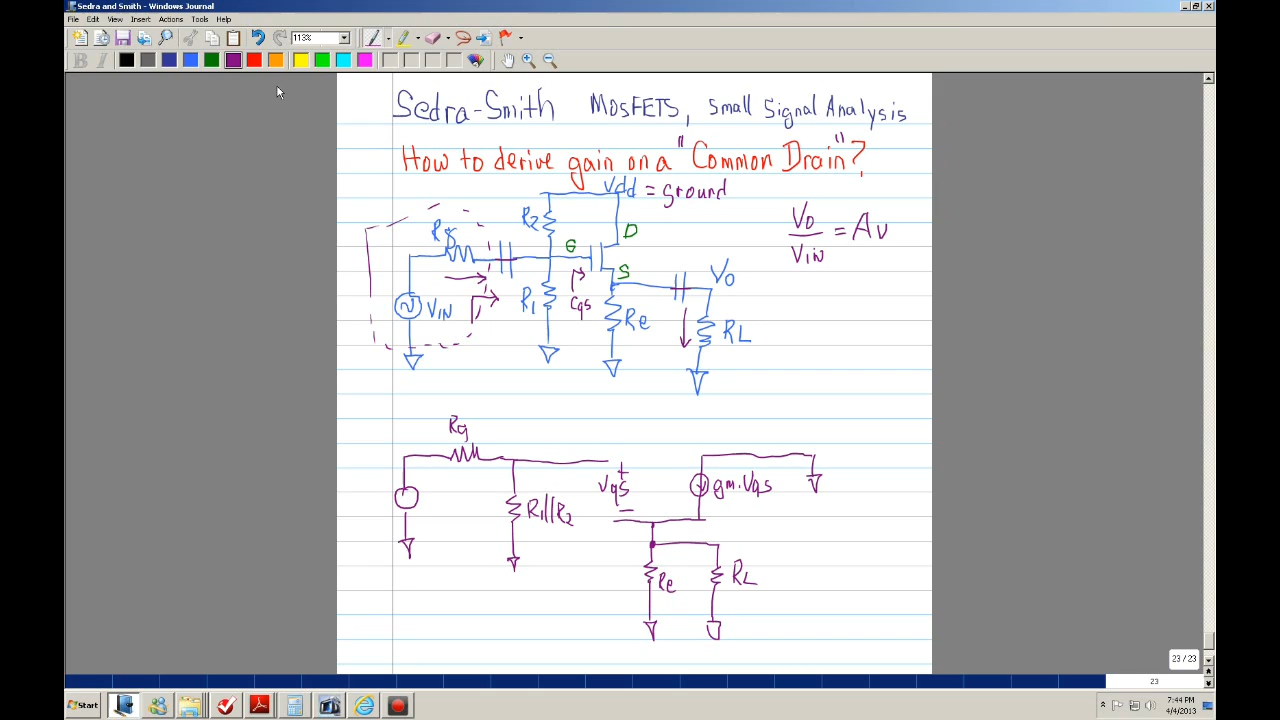 Sedra and Smith - Windows Journal
File Edit View Insert Actions Tools Help
113%
B I
Sedra-Smith MOSFETS, Small Signal Analysis
How to derive gain on a "Common Drain"?
Vdd = ground
R2
Rg
D
G
Vo/VIN = Av
S
Vo
VIN
R1
Cgs
Re
RL
Rg
Vgs
+
gm.Vgs
R1||R2
Re
RL
23 / 23
23
Start
7:44 PM
4/4/2013